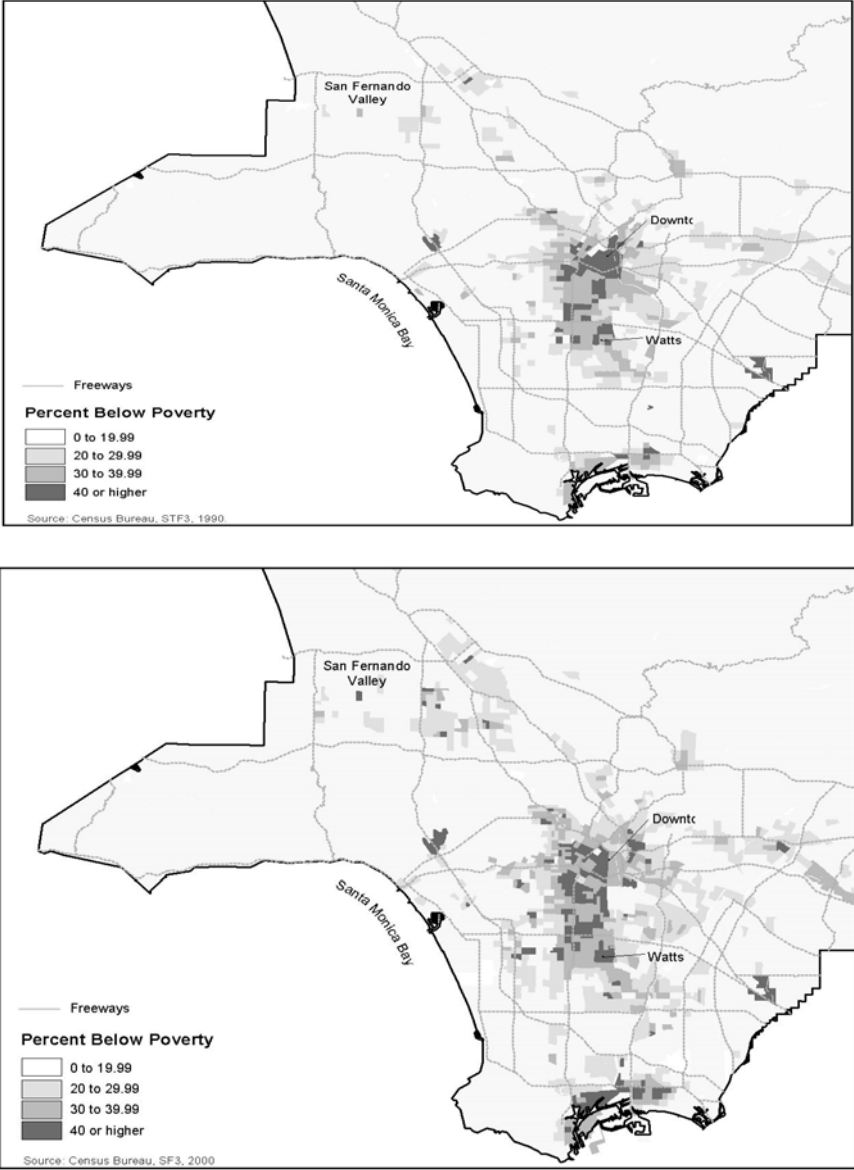 San Fernando
Valley
Downtc
Santa Monica Bay
Watts
Freeways
Percent Below Poverty
0 to 19.99
20 to 29.99
30 to 39.99
40 or higher
Source: Census Bureau, STF3, 1990.
San Fernando
Valley
Downtc
Santa Monica Bay
Watts
Freeways
Percent Below Poverty
0 to 19.99
20 to 29.99
30 to 39.99
40 or higher
Source: Census Bureau, SF3, 2000